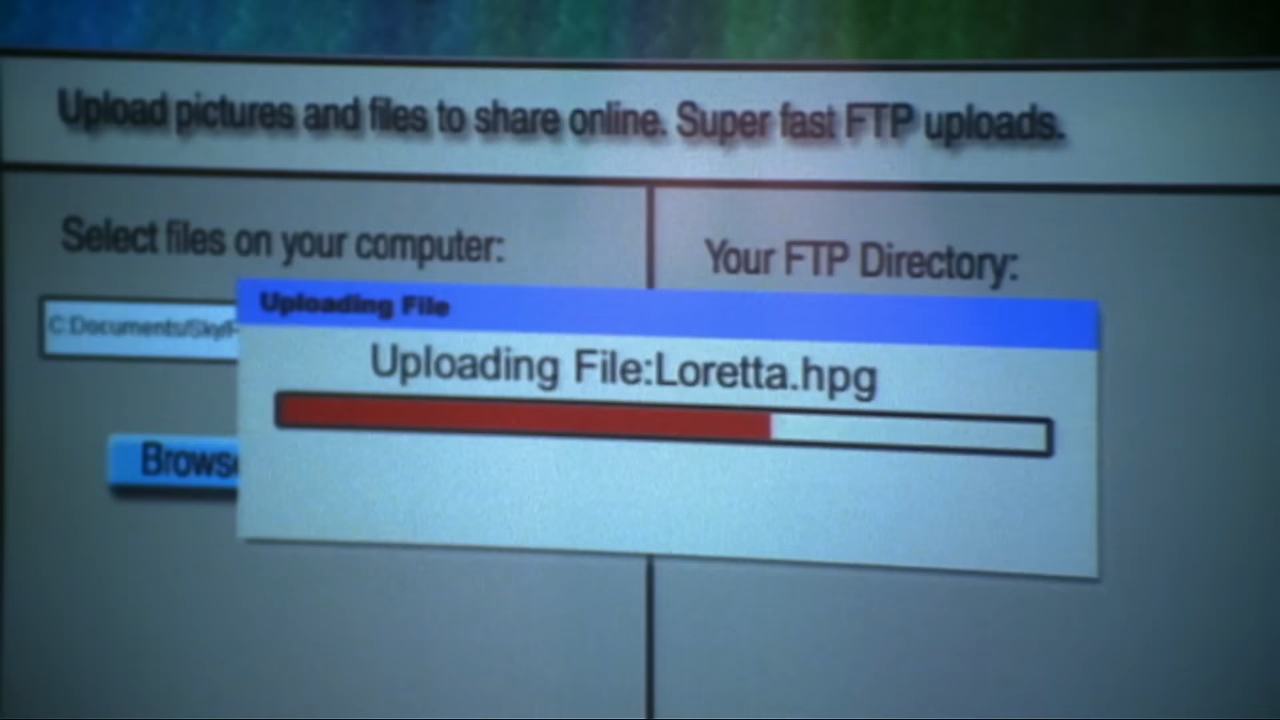 Upload pictures and files to share online. Super fast FTP uploads.
Select files on your computer:
Your FTP Directory:
Uploading File
Uploading File:Loretta.hpg
Browse